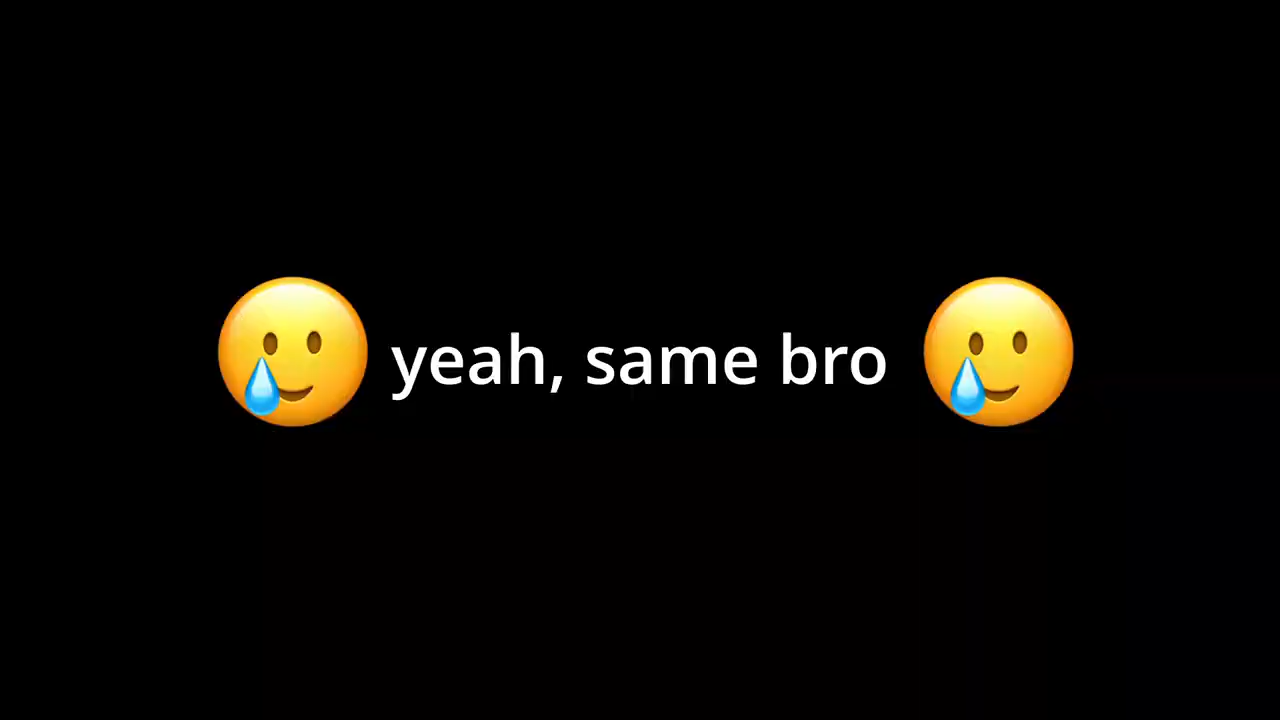 🥲 yeah, same bro 🥲